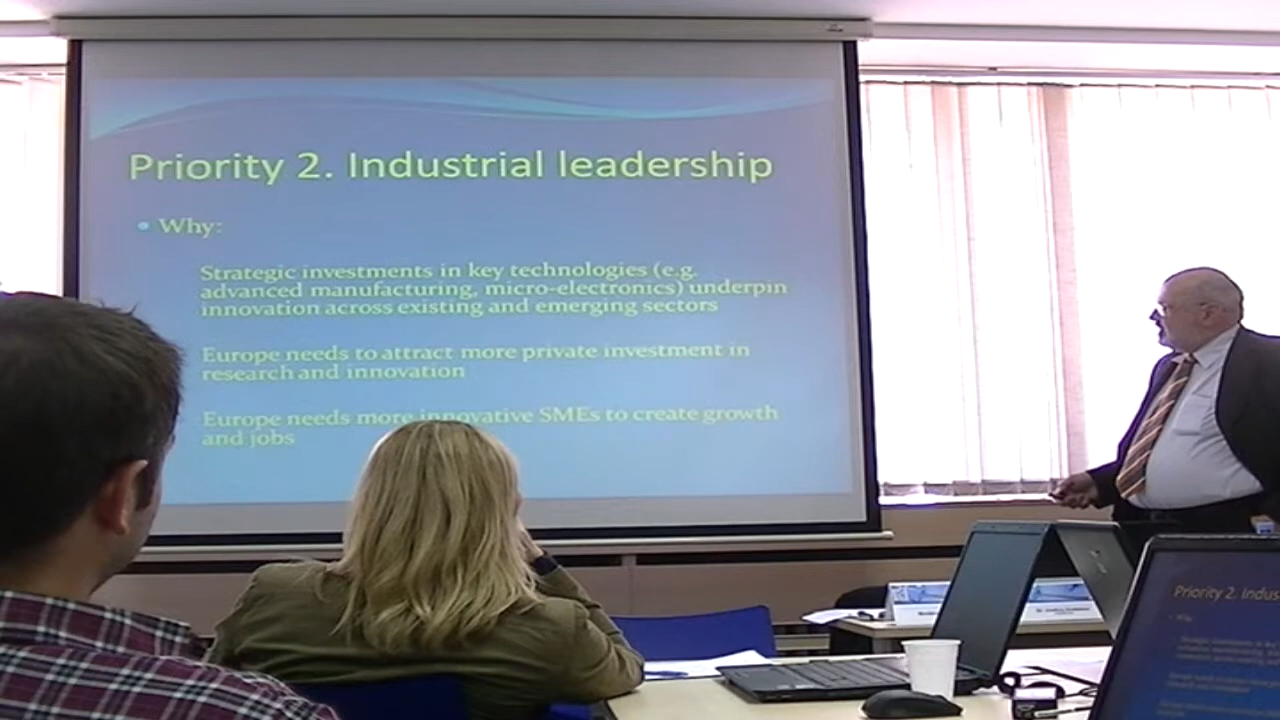 Priority 2. Industrial leadership
• Why:
Strategic investments in key technologies (e.g.
advanced manufacturing, micro-electronics) underpin
innovation across existing and emerging sectors
Europe needs to attract more private investment in
research and innovation
Europe needs more innovative SMEs to create growth
and jobs
Priority 2. Indus
Why